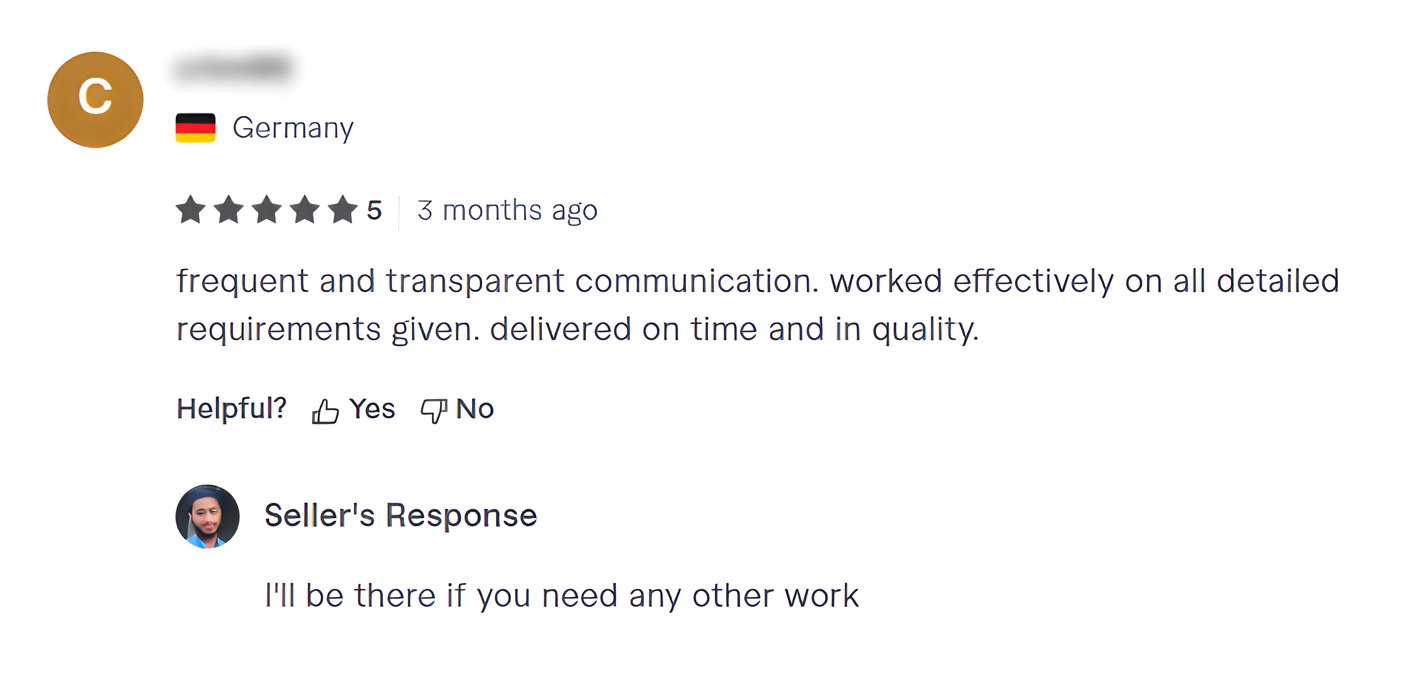 C
Germany
5 3 months ago
frequent and transparent communication. worked effectively on all detailed
requirements given. delivered on time and in quality.
Helpful? Yes No
Seller's Response
I'll be there if you need any other work